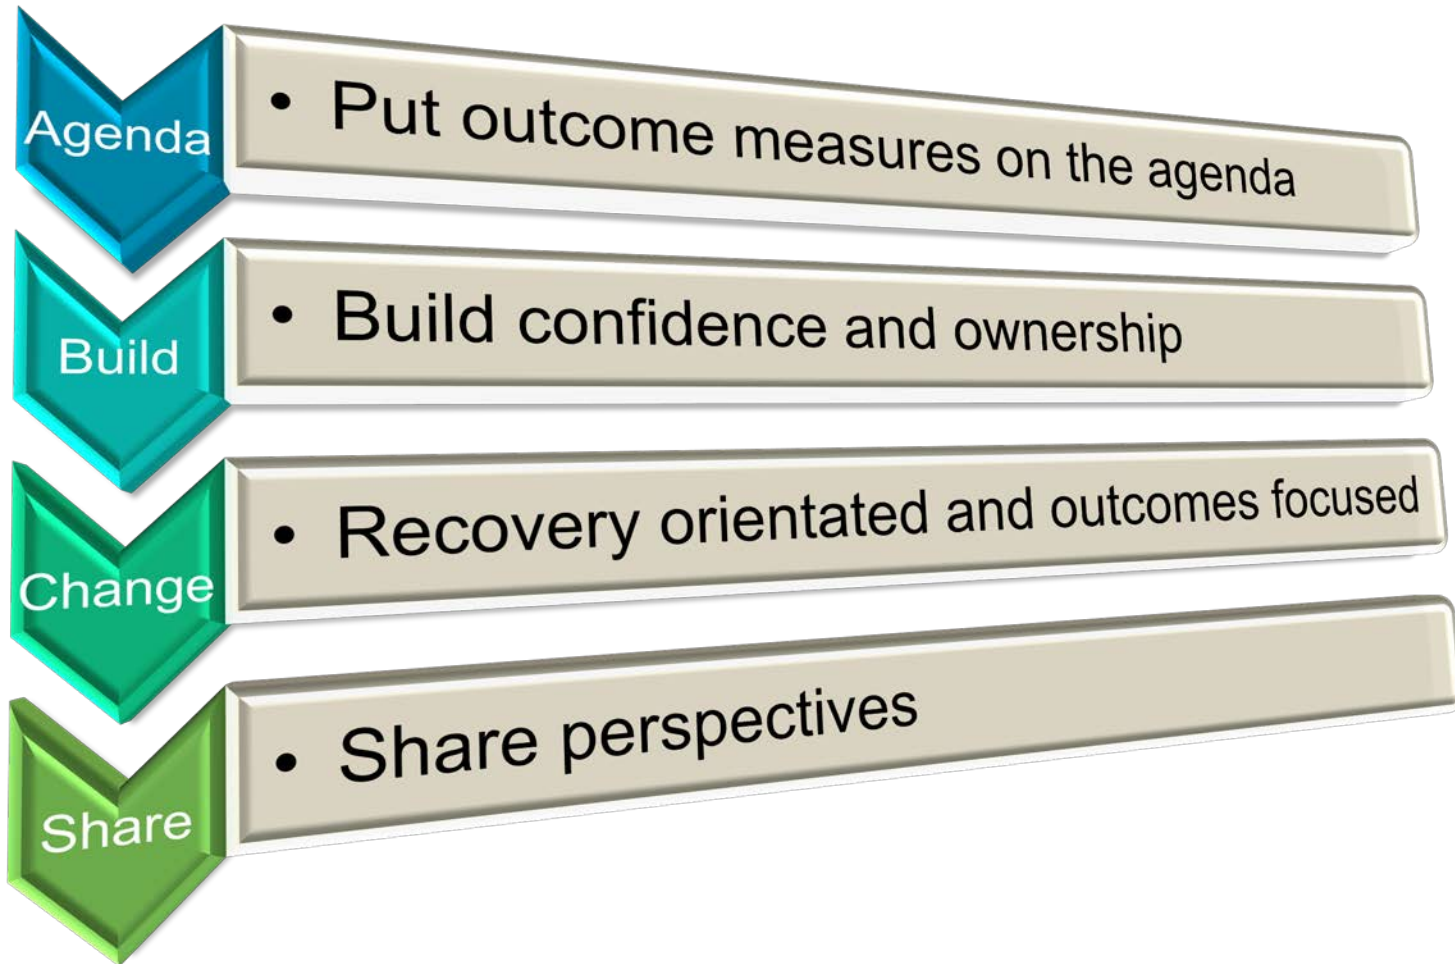 Agenda
• Put outcome measures on the agenda
Build
• Build confidence and ownership
Change
• Recovery orientated and outcomes focused
Share
• Share perspectives